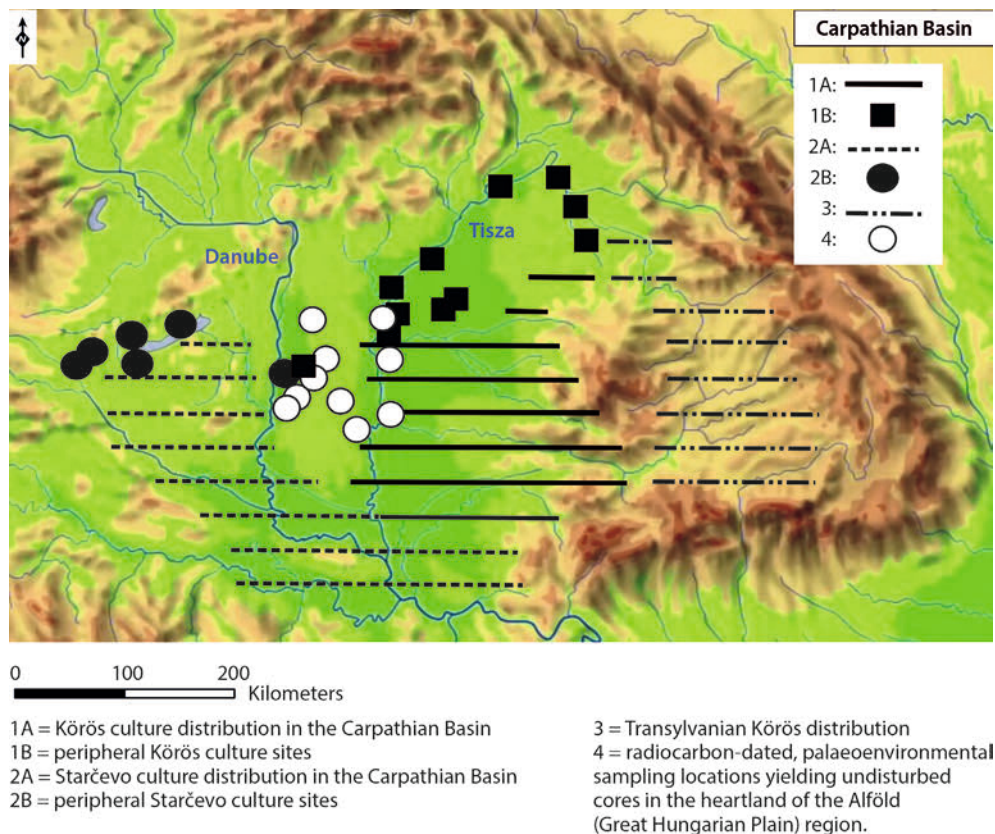 Carpathian Basin
1A:
1B:
2A:
2B:
3:
4:
Tisza
Danube
0 100 200
Kilometers
1A = Körös culture distribution in the Carpathian Basin
1B = peripheral Körös culture sites
2A = Starčevo culture distribution in the Carpathian Basin
2B = peripheral Starčevo culture sites
3 = Transylvanian Körös distribution
4 = radiocarbon-dated, palaeoenvironmental
sampling locations yielding undisturbed
cores in the heartland of the Alföld
(Great Hungarian Plain) region.